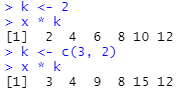 > k <- 2
> x * k
[1]  2  4  6  8 10 12
> k <- c(3, 2)
> x * k
[1]  3  4  9  8 15 12